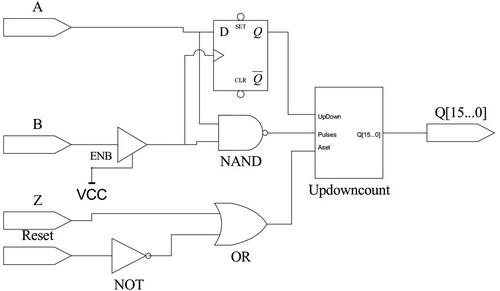 A
SET
D Q
CLR Q
B
ENB
VCC
NAND
UpDown
Pulses Q[15...0]
Aset
Updowncount
Q[15...0]
Z
Reset
NOT
OR